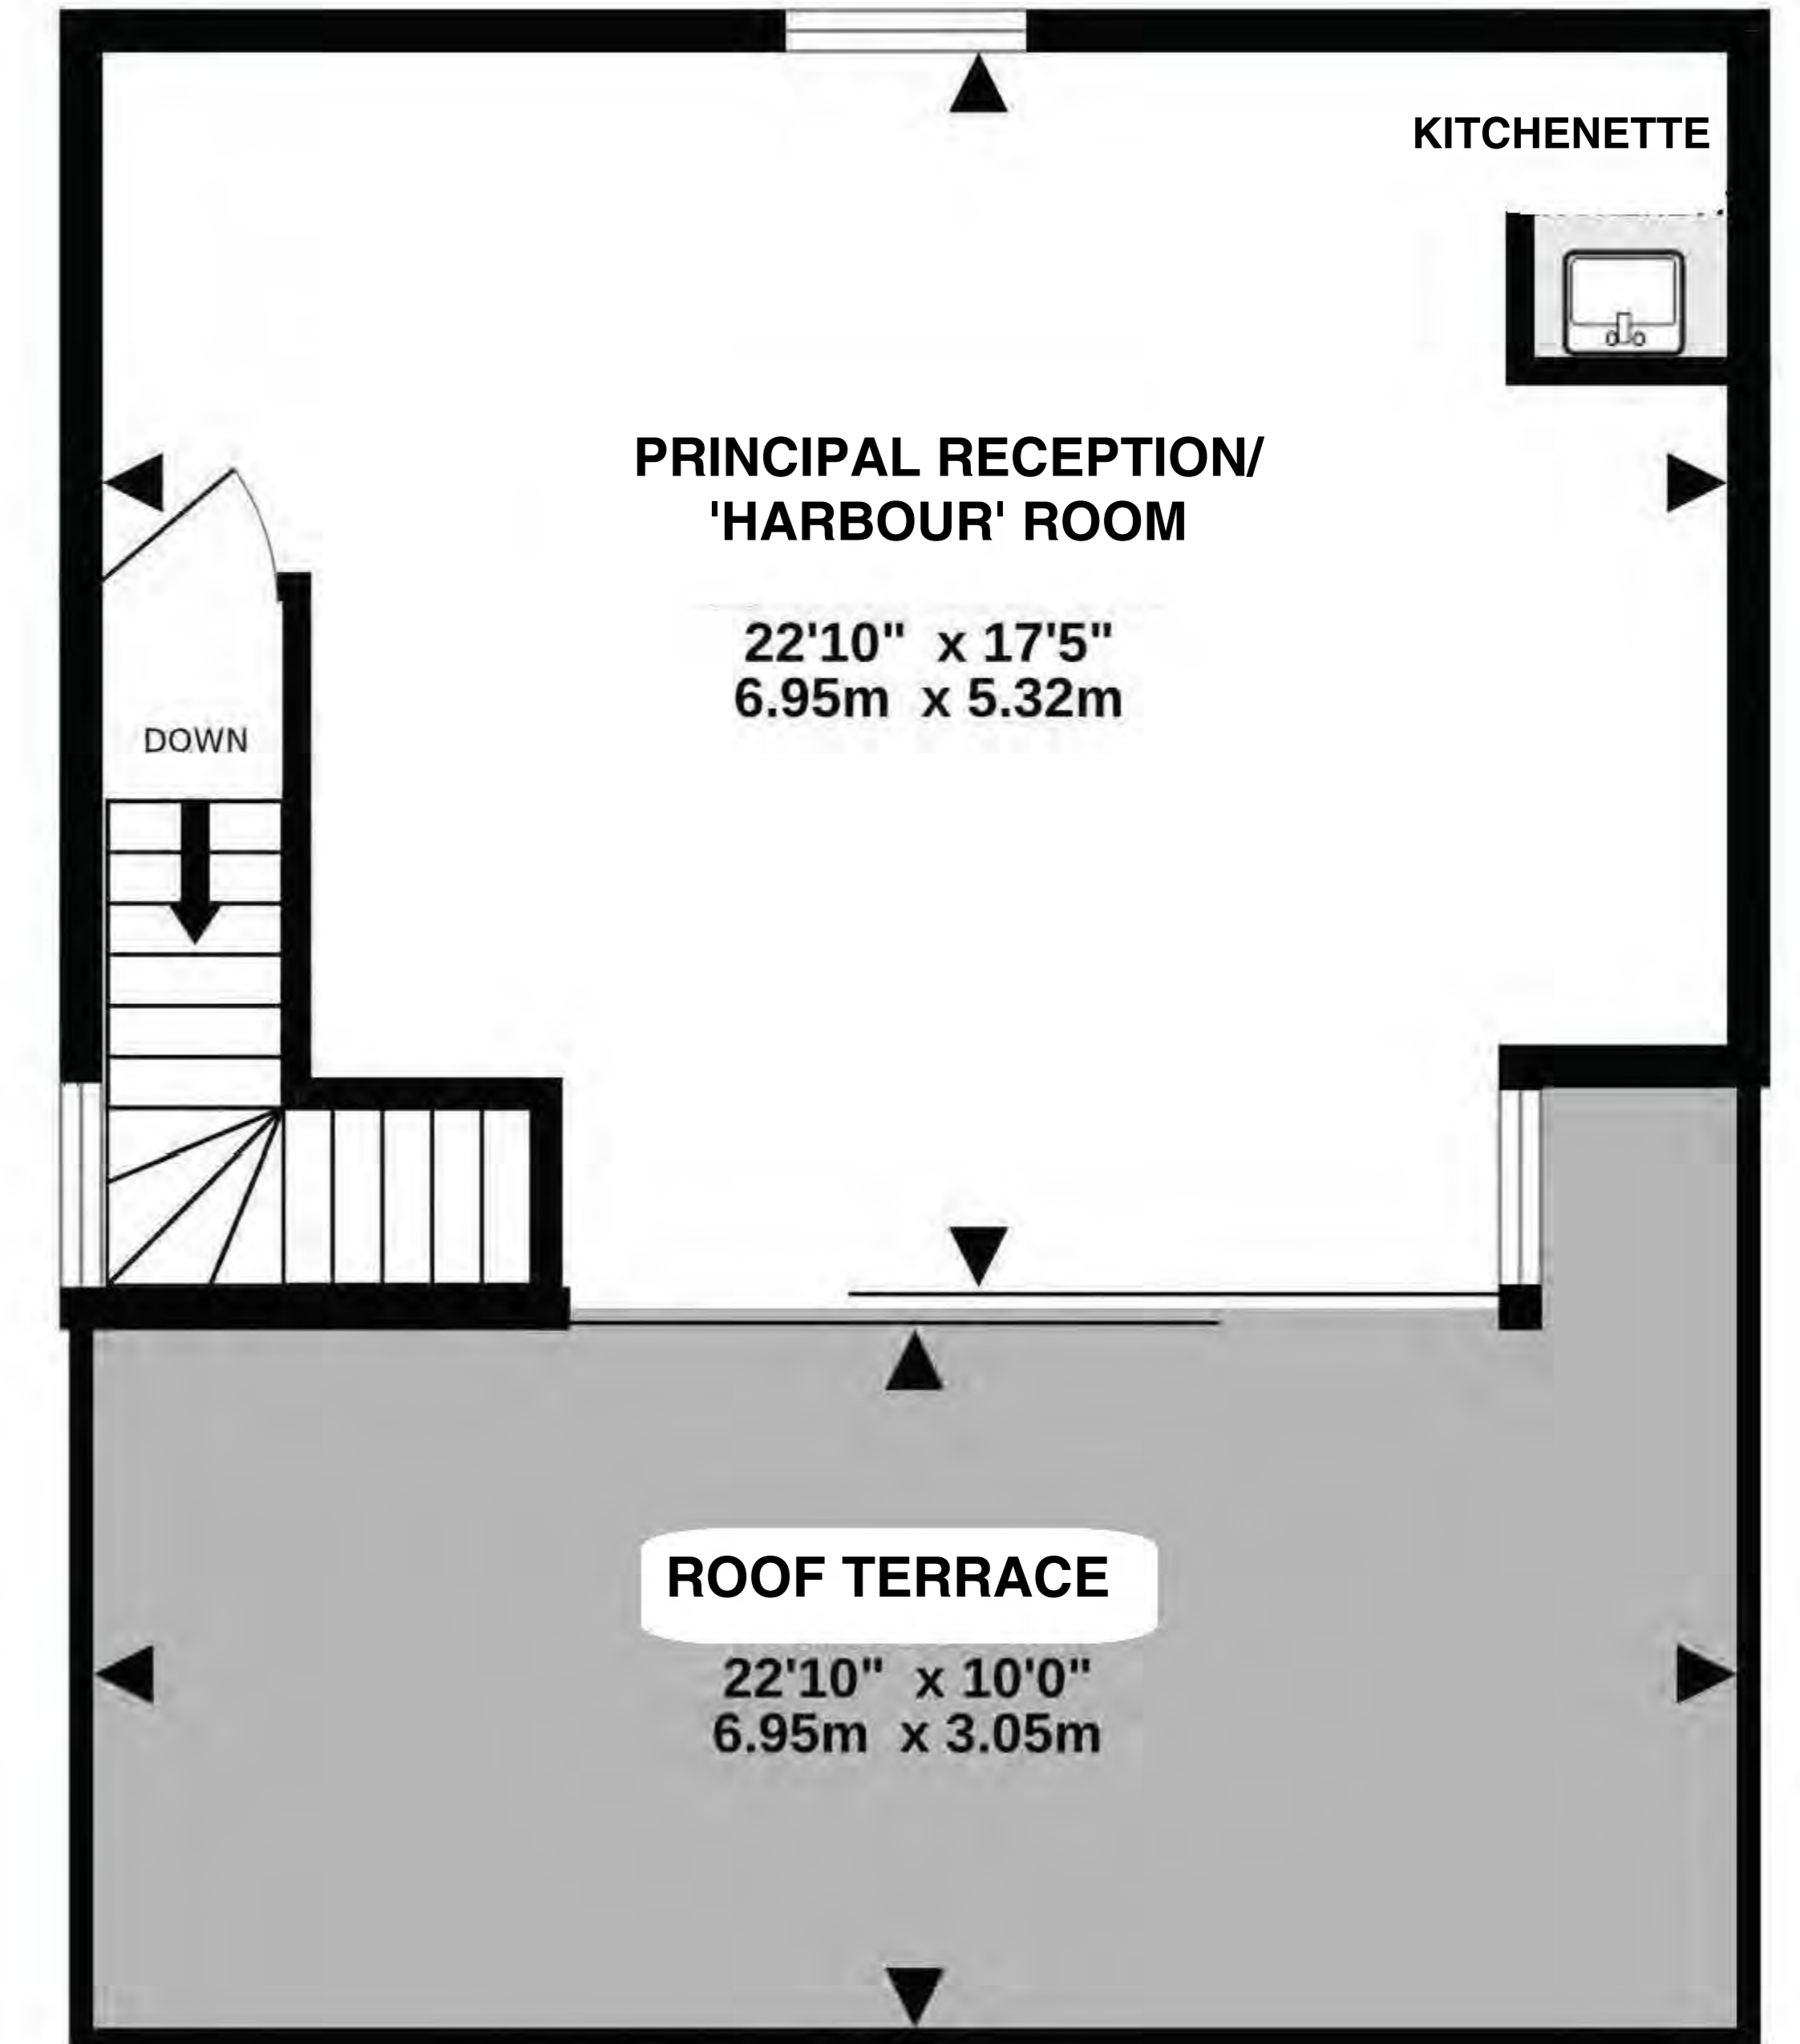 KITCHENETTE
PRINCIPAL RECEPTION/
'HARBOUR' ROOM
22'10" x 17'5"
6.95m x 5.32m
DOWN
ROOF TERRACE
22'10" x 10'0"
6.95m x 3.05m